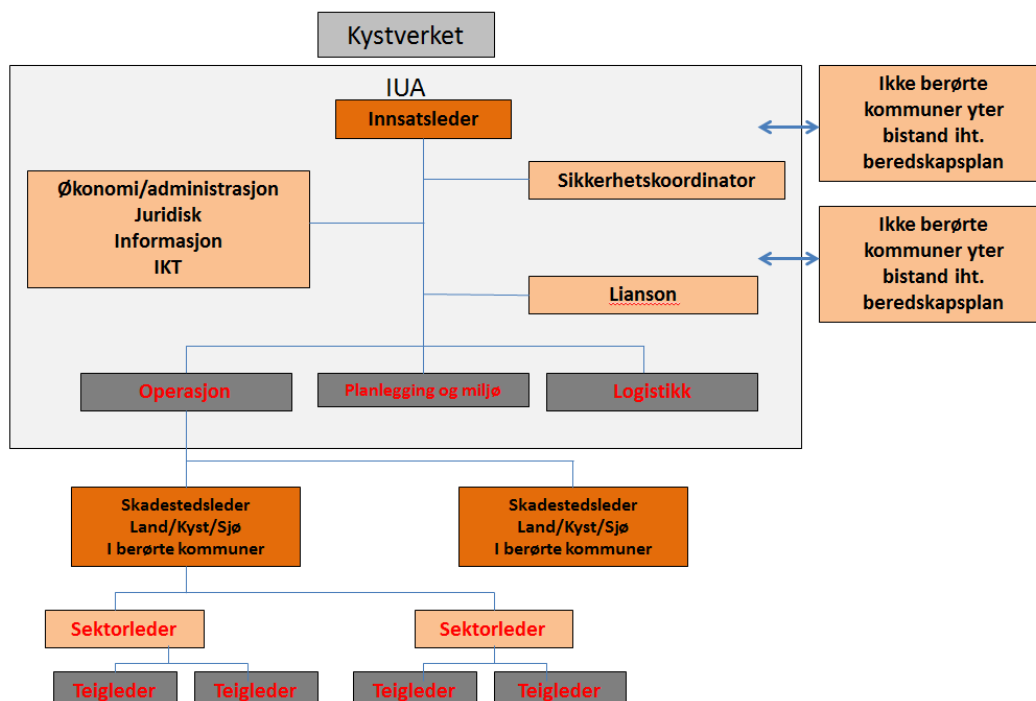 Kystverket
IUA
Innsatsleder
Ikke berørte
kommuner yter
bistand iht.
beredskapsplan
Økonomi/administrasjon
Juridisk
Informasjon
IKT
Sikkerhetskoordinator
Ikke berørte
kommuner yter
bistand iht.
beredskapsplan
Lianson
Operasjon
Planlegging og miljø
Logistikk
Skadestedsleder
Land/Kyst/Sjø
I berørte kommuner
Skadestedsleder
Land/Kyst/Sjø
I berørte kommuner
Sektorleder
Sektorleder
Teigleder
Teigleder
Teigleder
Teigleder